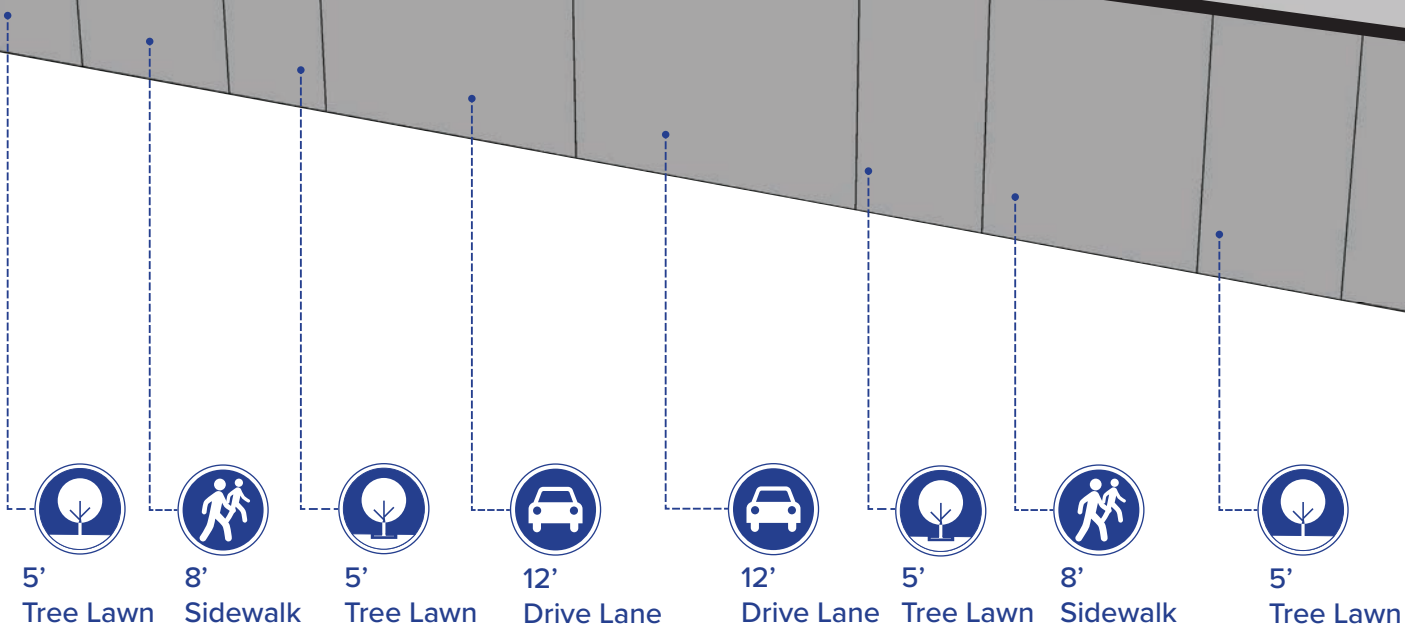 5’
Tree Lawn
8’
Sidewalk
5’
Tree Lawn
12’
Drive Lane
12’
Drive Lane
5’
Tree Lawn
8’
Sidewalk
5’
Tree Lawn